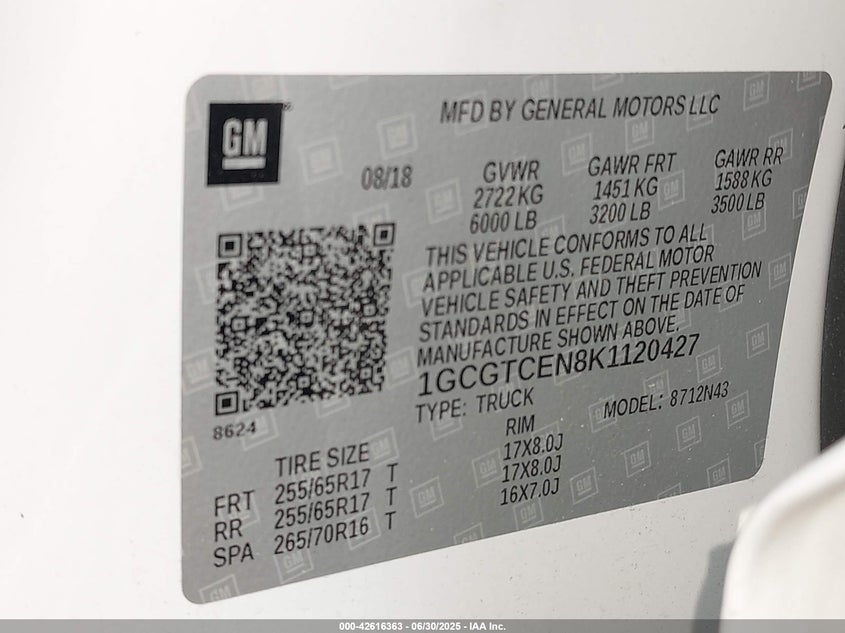 GM
MFD BY GENERAL MOTORS LLC
08/18
GVWR GAWR FRT GAWR RR
2722 KG 1451 KG 1588 KG
6000 LB 3200 LB 3500 LB
THIS VEHICLE CONFORMS TO ALL
APPLICABLE U.S. FEDERAL MOTOR
VEHICLE SAFETY AND THEFT PREVENTION
STANDARDS IN EFFECT ON THE DATE OF
MANUFACTURE SHOWN ABOVE.
1GCGTCEN8K1120427
TYPE: TRUCK MODEL: 8712N43
8624
TIRE SIZE RIM
FRT 255/65R17 T 17X8.0J
RR 255/65R17 T 17X8.0J
SPA 265/70R16 T 16X7.0J
000-42616363 - 06/30/2025 - IAA Inc.